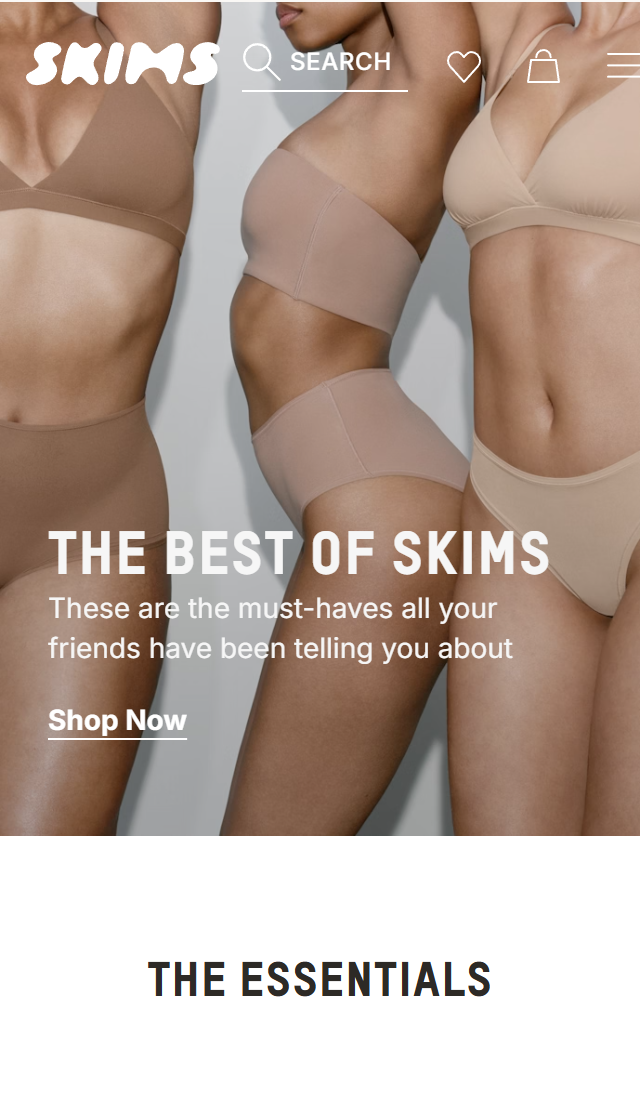 SKIMS
SEARCH
THE BEST OF SKIMS
These are the must-haves all your
friends have been telling you about
Shop Now
THE ESSENTIALS